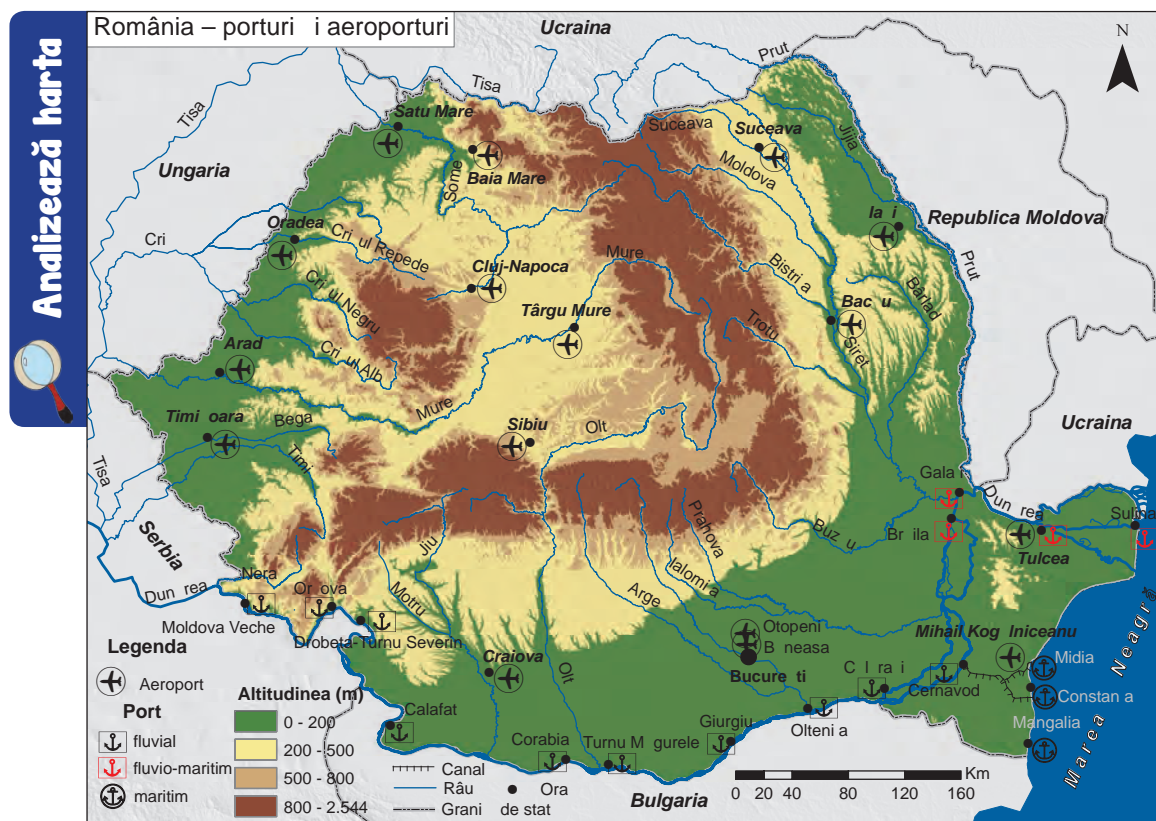 Analizează harta
România – porturi i aeroporturi
Ucraina
N
Prut
Tisa
Tisa
Satu Mare
Suceava
Suceava
Jijia
Ungaria
Some
Baia Mare
Moldova
Ia i
Republica Moldova
Oradea
Cri
Cri ul Repede
Mure
Prut
Cluj-Napoca
Bistri a
Cri ul Negru
Bac u
Bârlad
Târgu Mure
Trotu
Siret
Arad
Cri ul Alb
Mure
Timi oara
Bega
Sibiu
Olt
Ucraina
Tisa
Timi
Gala i
Dun rea
Sulina
Serbia
Jiu
Prahova
Buz u
Br ila
Tulcea
Nera
Ialomi a
Dun rea
Or ova
Motru
Arge
Moldova Veche
Otopeni
Mihail Kog lniceanu
Drobeta-Turnu Severin
B neasa
Midia
Legenda
Craiova
Olt
Bucure ti
C l ra i
Cernavod
Constan a
Marea Neagr
Aeroport
Altitudinea (m)
Port
0 - 200
Calafat
Olteni a
Mangalia
fluvial
200 - 500
Corabia
Turnu M gurele
Giurgiu
fluvio-maritim
500 - 800
Canal
Km
maritim
800 - 2.544
Râu
Ora
0 20 40 80 120 160
Grani de stat
Bulgaria